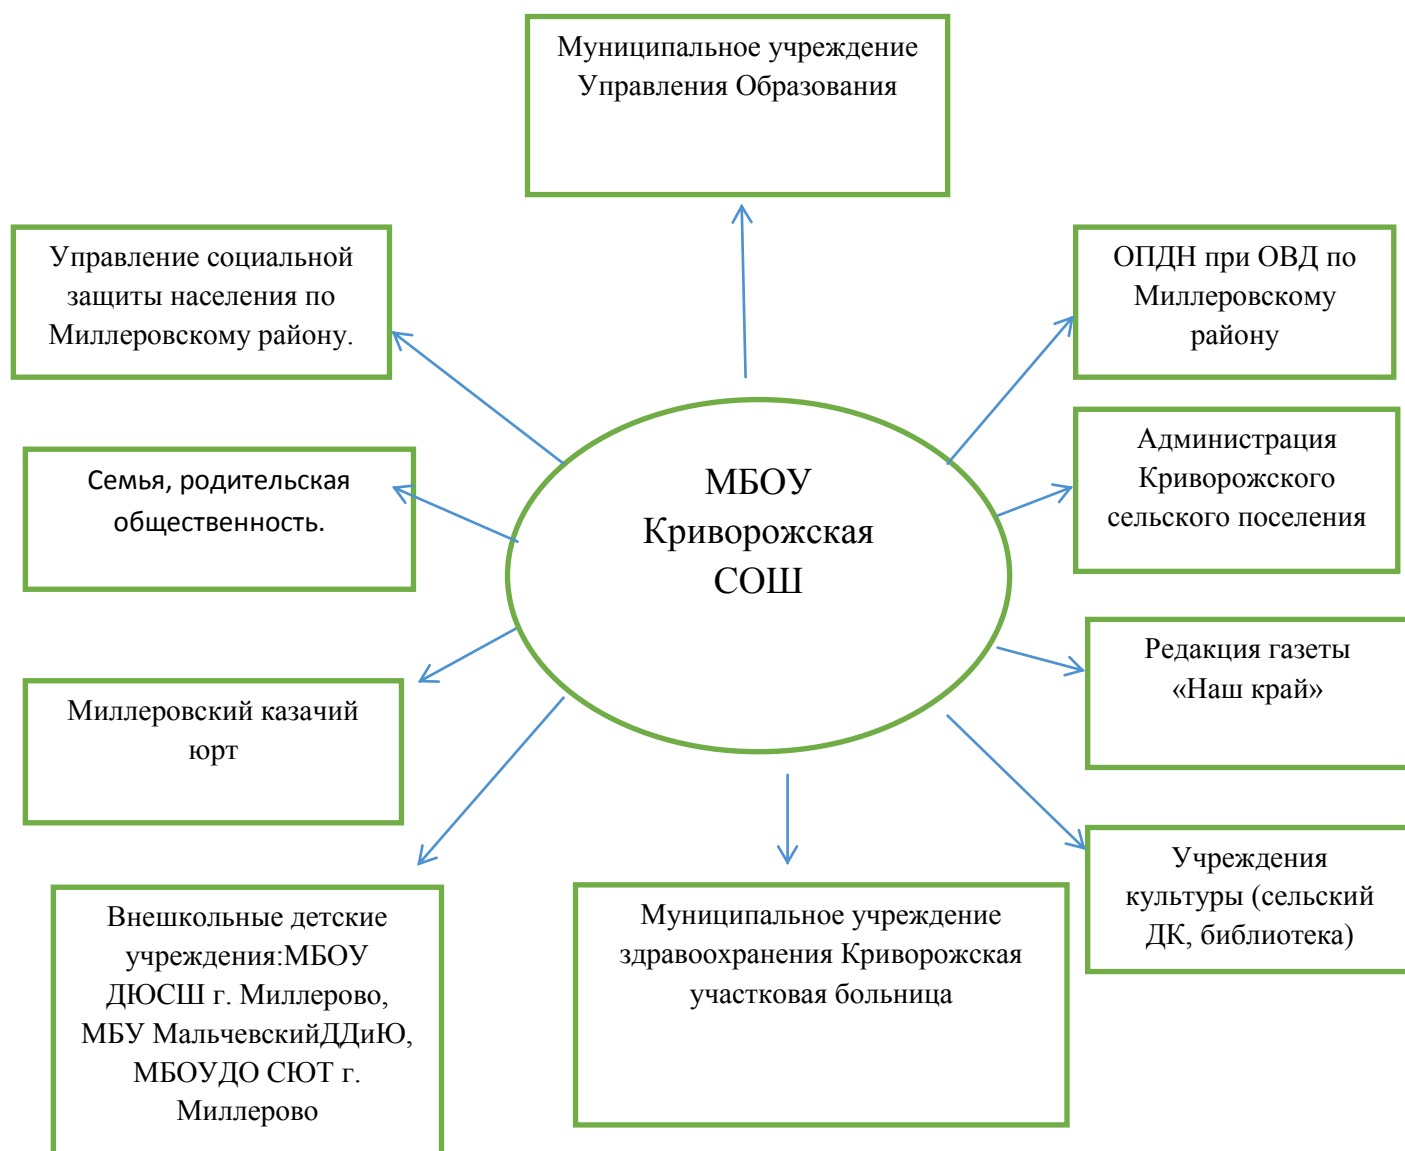 Муниципальное учреждение
Управления Образования
Управление социальной
защиты населения по
Миллеровскому району.
ОПДН при ОВД по
Миллеровскому
району
Семья, родительская
общественность.
МБОУ
Криворожская
СОШ
Администрация
Криворожского
сельского поселения
Миллеровский казачий
юрт
Редакция газеты
«Наш край»
Внешкольные детские
учреждения:МБОУ
ДЮСШ г. Миллерово,
МБУ МальчевскийДДиЮ,
МБОУДО СЮТ г.
Миллерово
Муниципальное учреждение
здравоохранения Криворожская
участковая больница
Учреждения
культуры (сельский
ДК, библиотека)